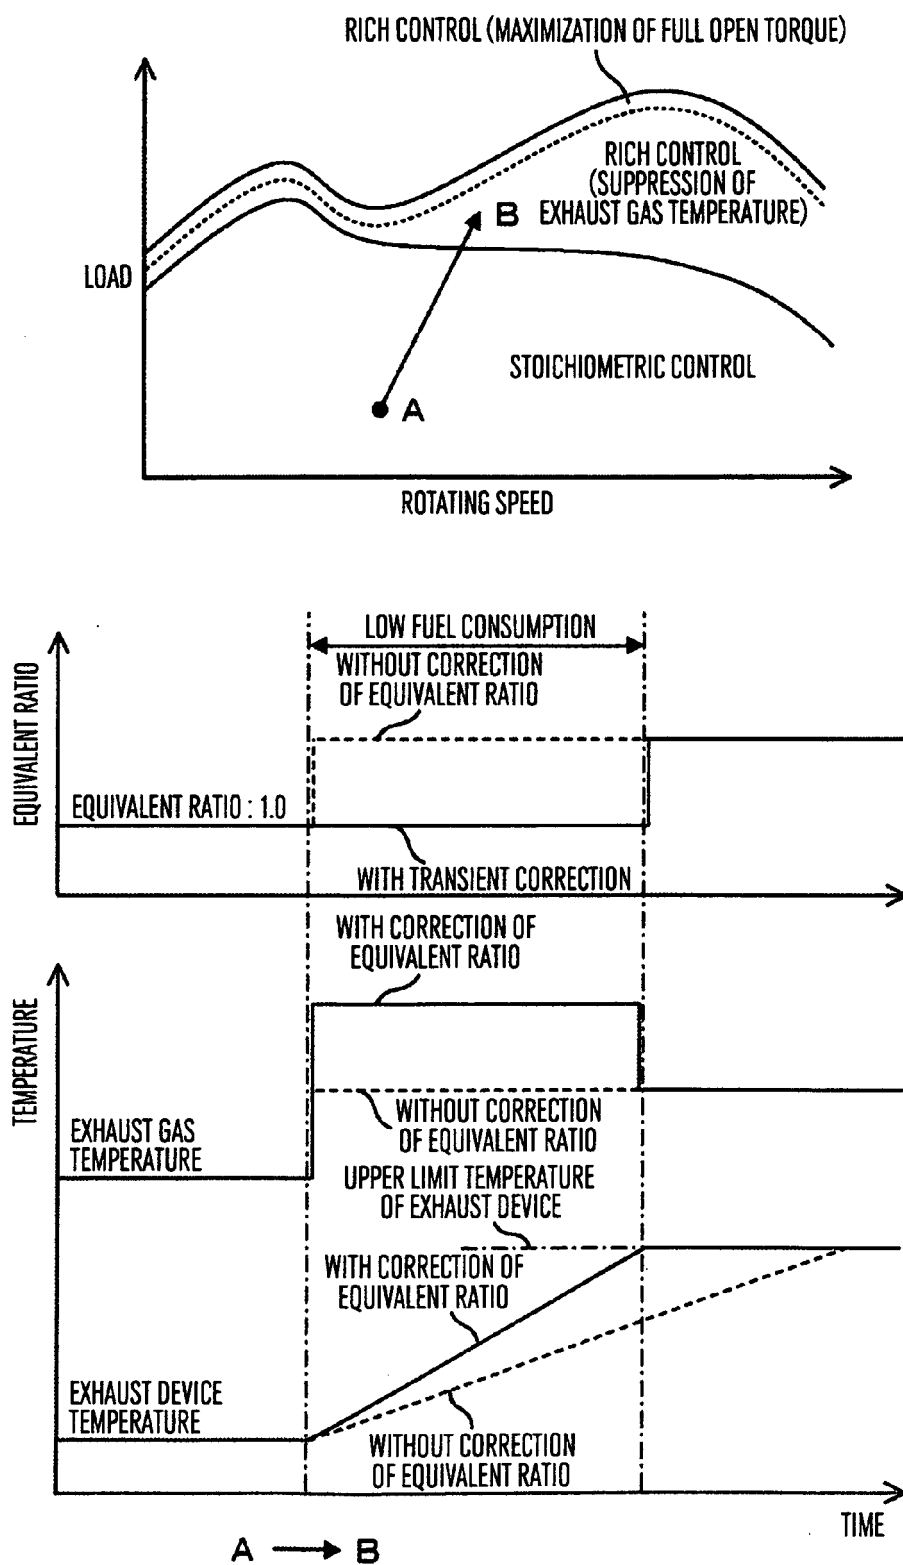 RICH CONTROL (MAXIMIZATION OF FULL OPEN TORQUE)
RICH CONTROL
(SUPPRESSION OF
EXHAUST GAS TEMPERATURE)
B
LOAD
STOICHIOMETRIC CONTROL
A
ROTATING SPEED
LOW FUEL CONSUMPTION
WITHOUT CORRECTION
OF EQUIVALENT RATIO
EQUIVALENT RATIO
EQUIVALENT RATIO : 1.0
WITH TRANSIENT CORRECTION
WITH CORRECTION OF
EQUIVALENT RATIO
TEMPERATURE
WITHOUT CORRECTION
OF EQUIVALENT RATIO
EXHAUST GAS
TEMPERATURE
UPPER LIMIT TEMPERATURE
OF EXHAUST DEVICE
WITH CORRECTION OF
EQUIVALENT RATIO
EXHAUST DEVICE
TEMPERATURE
WITHOUT CORRECTION
OF EQUIVALENT RATIO
TIME
A → B